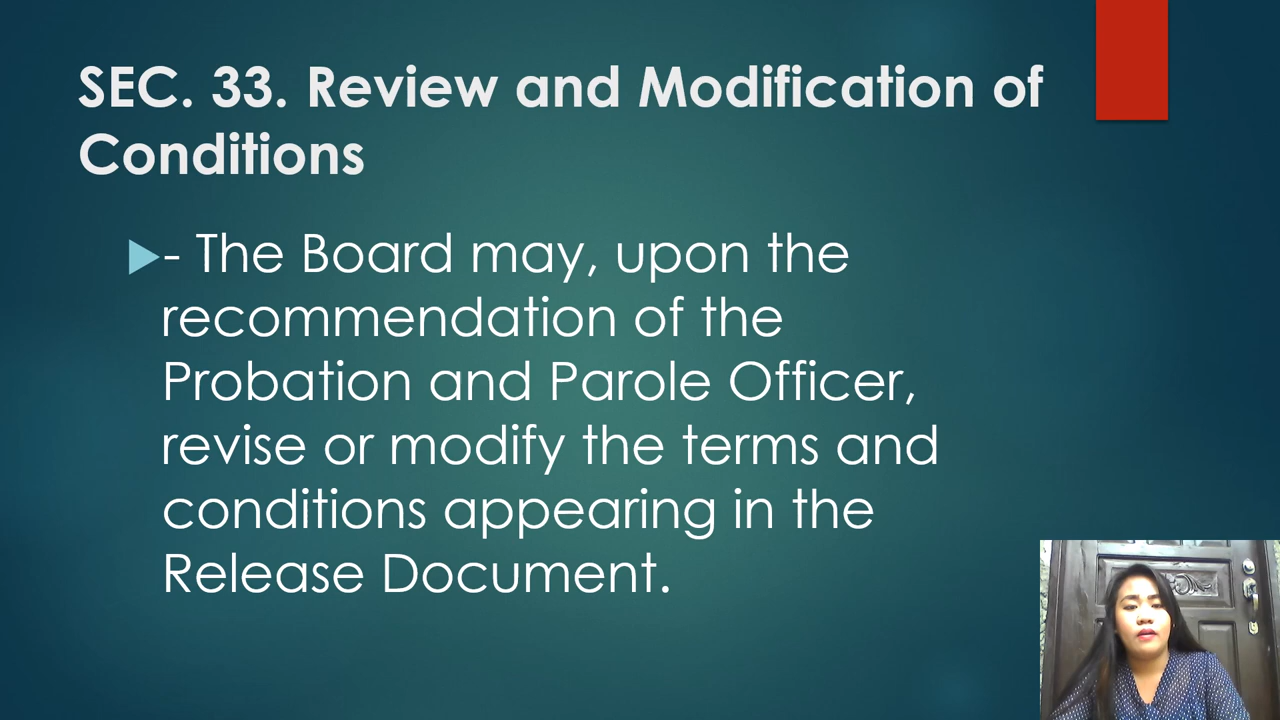 SEC. 33. Review and Modification of
Conditions
- The Board may, upon the
recommendation of the
Probation and Parole Officer,
revise or modify the terms and
conditions appearing in the
Release Document.